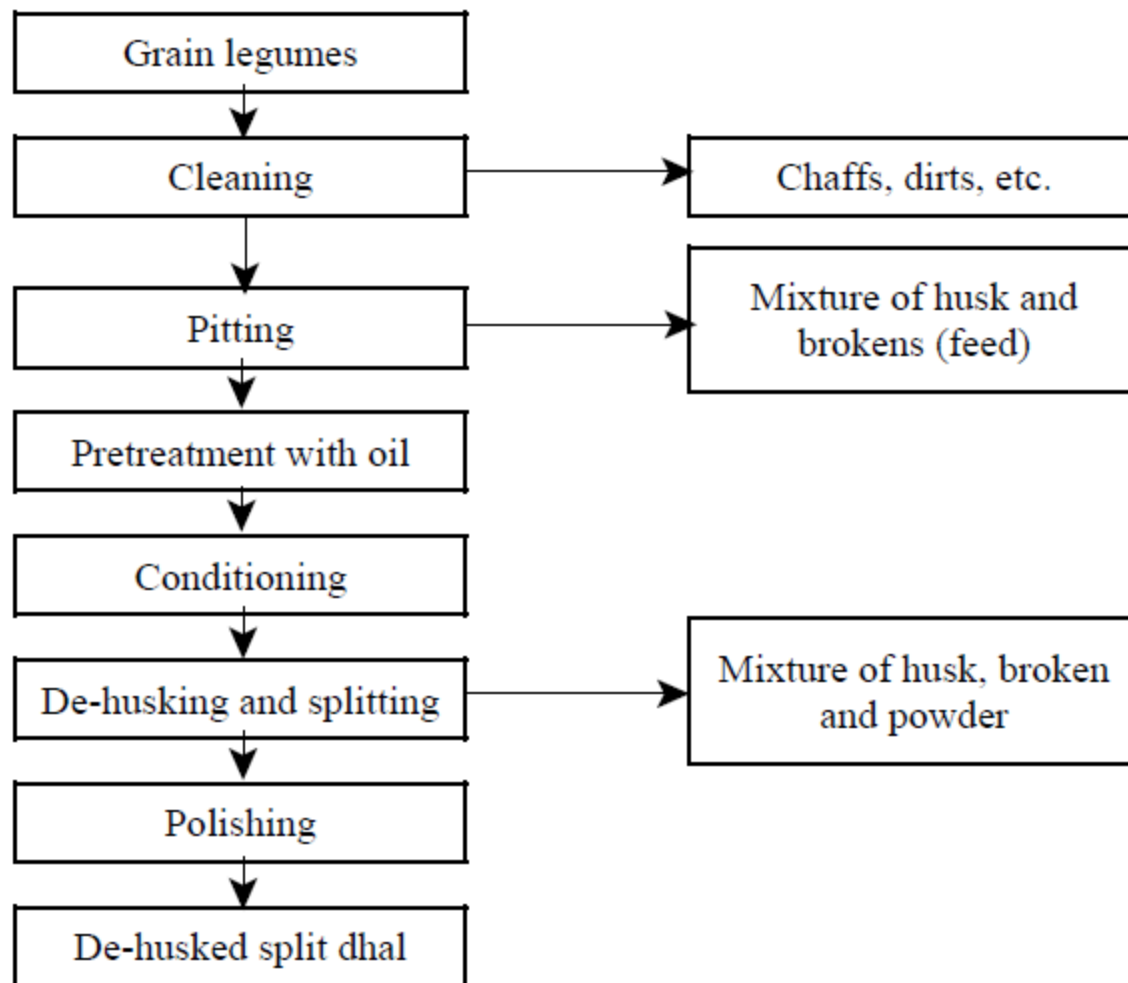 Grain legumes
Cleaning
Chaffs, dirts, etc.
Pitting
Mixture of husk and
brokens (feed)
Pretreatment with oil
Conditioning
De-husking and splitting
Mixture of husk, broken
and powder
Polishing
De-husked split dhal